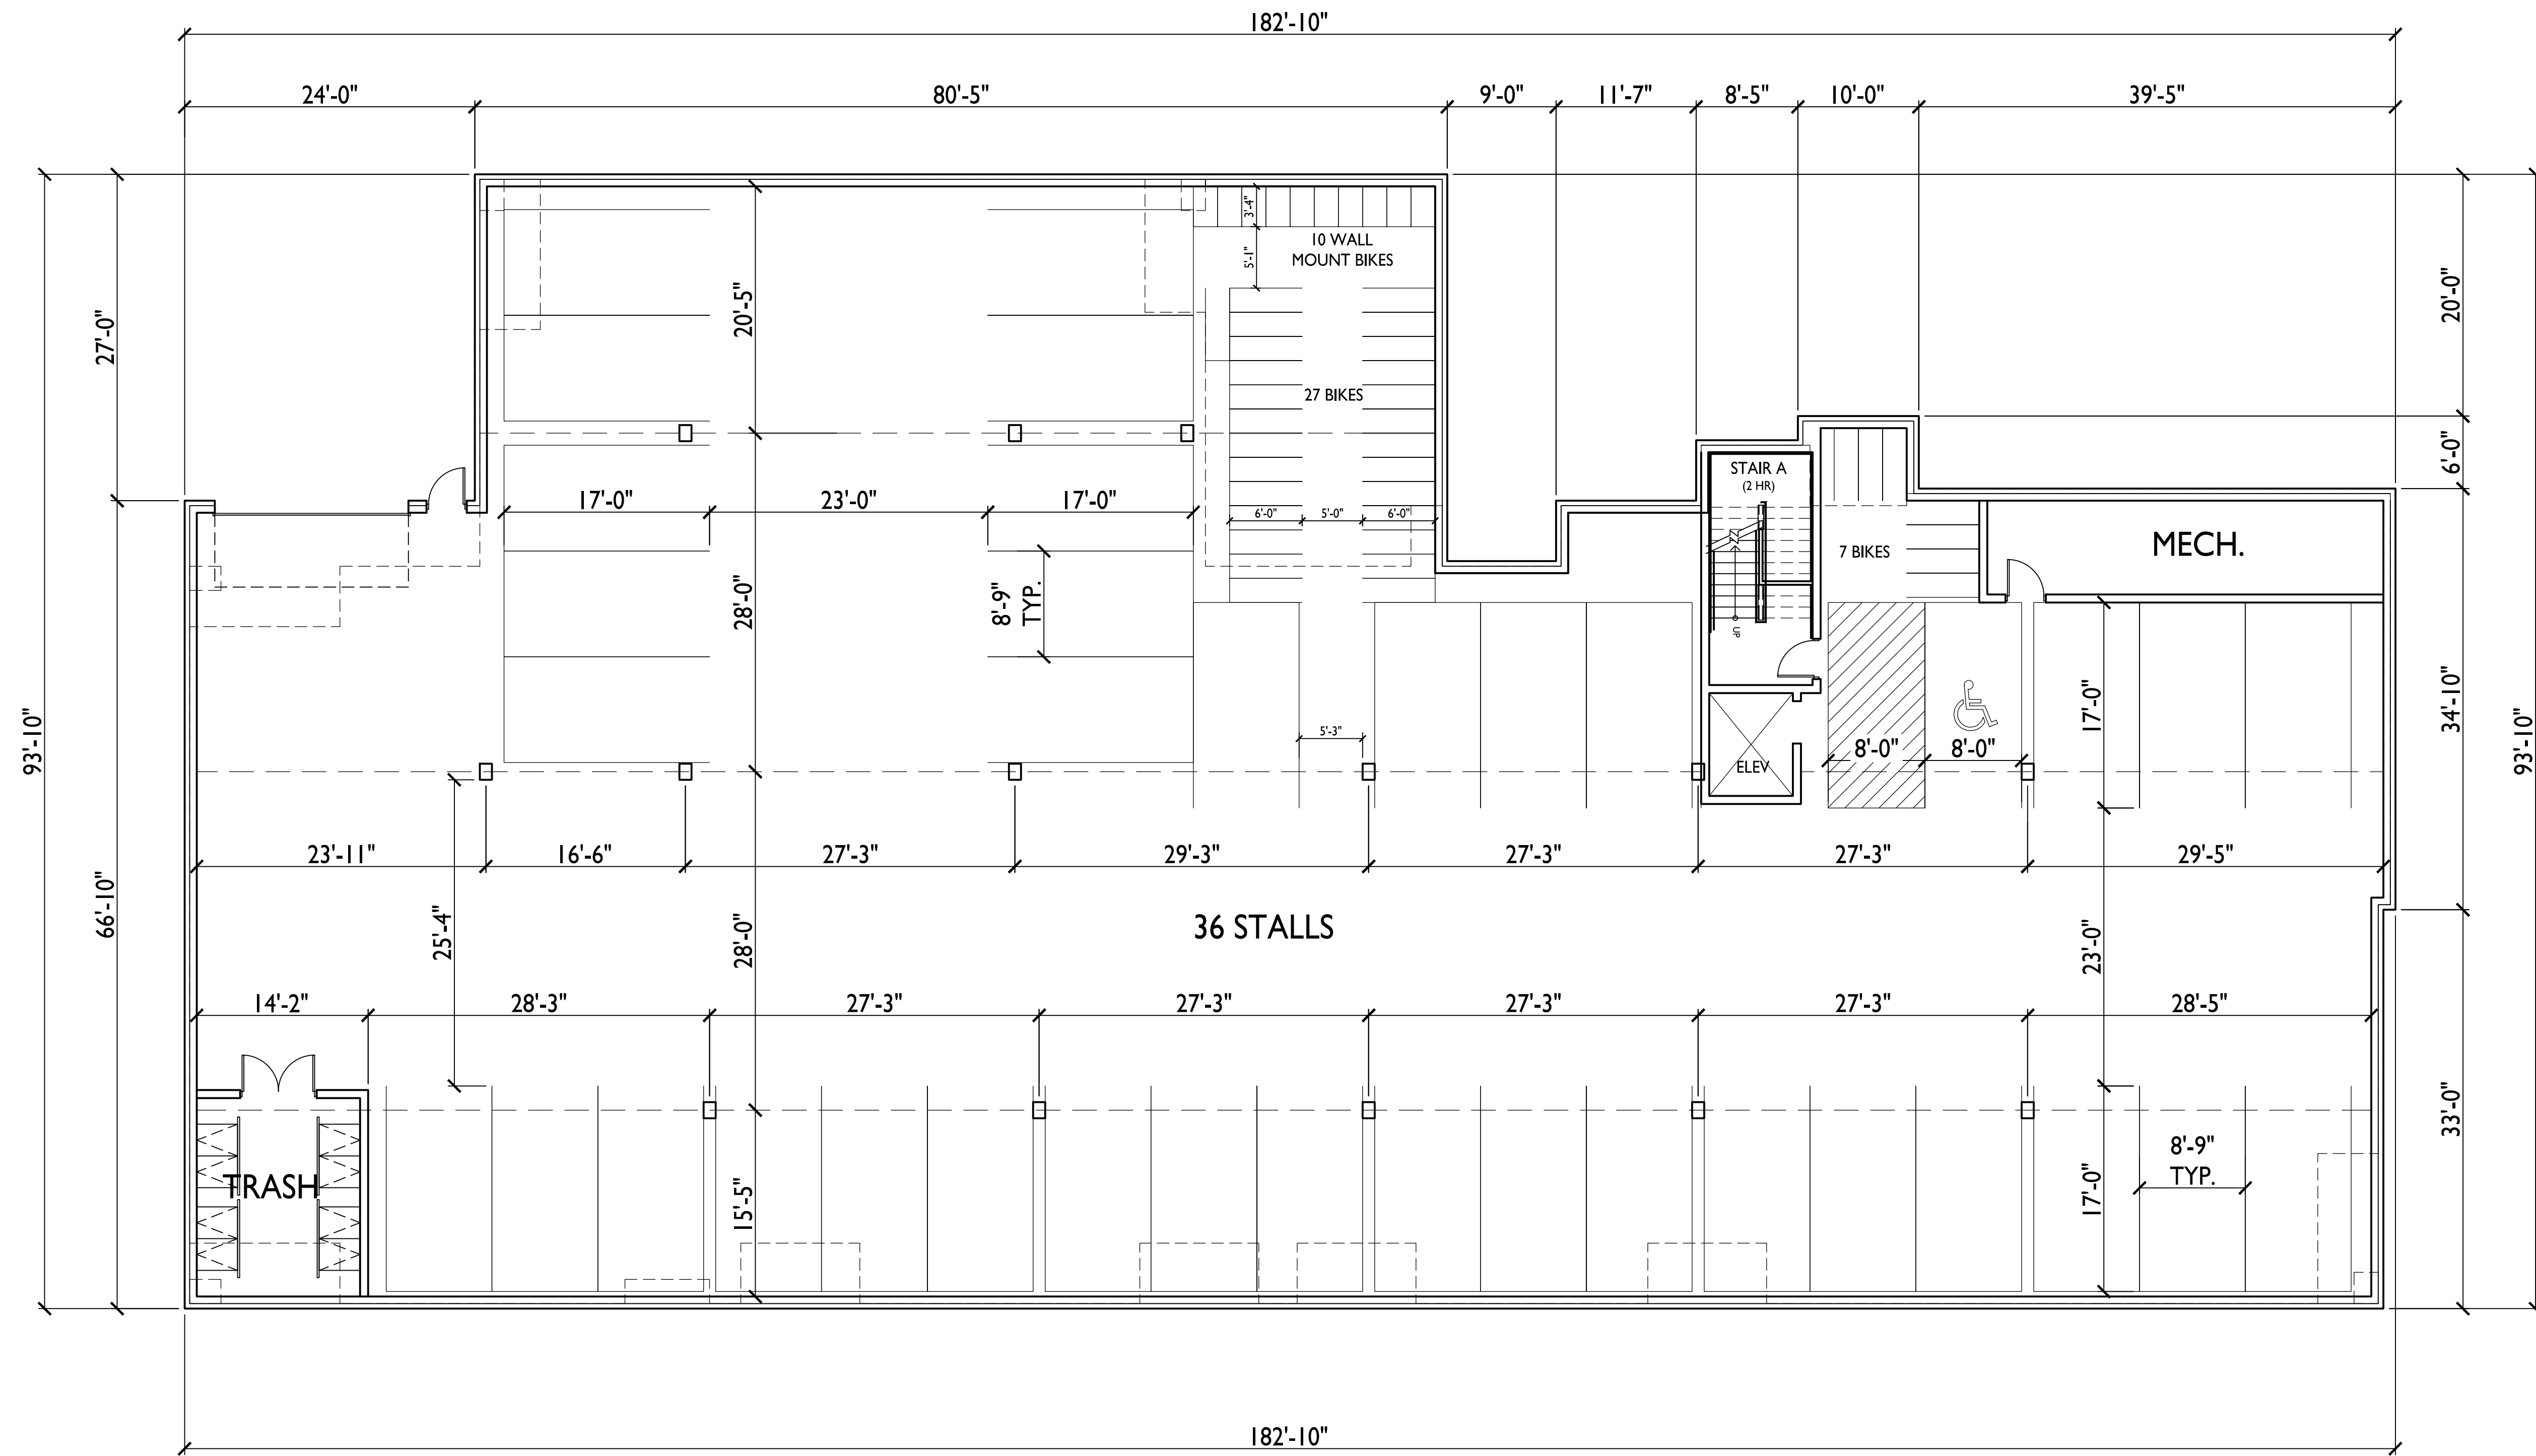 182'-10"
24'-0" 80'-5" 9'-0" 11'-7" 8'-5" 10'-0" 39'-5"
3'-4"
10 WALL
MOUNT BIKES
5'-1"
27'-0"
20'-5"
20'-0"
27 BIKES
6'-0"
STAIR A
(2 HR)
17'-0" 23'-0" 17'-0"
6'-0" 5'-0" 6'-0"
7 BIKES
MECH.
28'-0"
8'-9"
TYP.
UP
93'-10"
17'-0"
34'-10"
93'-10"
5'-3"
8'-0" 8'-0"
ELEV
23'-11" 16'-6" 27'-3" 29'-3" 27'-3" 27'-3" 29'-5"
66'-10"
25'-4"
28'-0"
36 STALLS
23'-0"
14'-2" 28'-3" 27'-3" 27'-3" 27'-3" 27'-3" 28'-5"
33'-0"
8'-9"
TYP.
TRASH
15'-5"
17'-0"
182'-10"